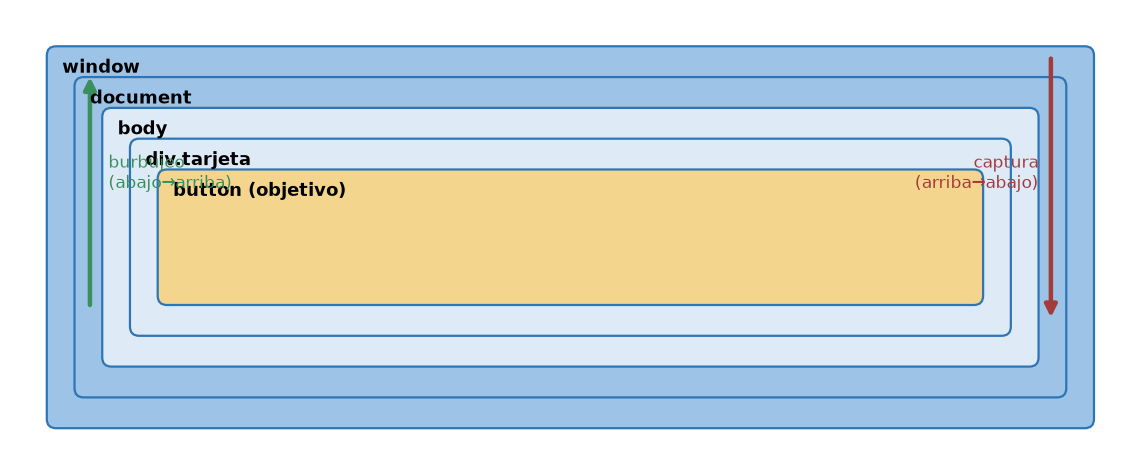 window
document
body
div.tarjeta
burbujeo
(abajo→arriba)
captura
(arriba→abajo)
button (objetivo)